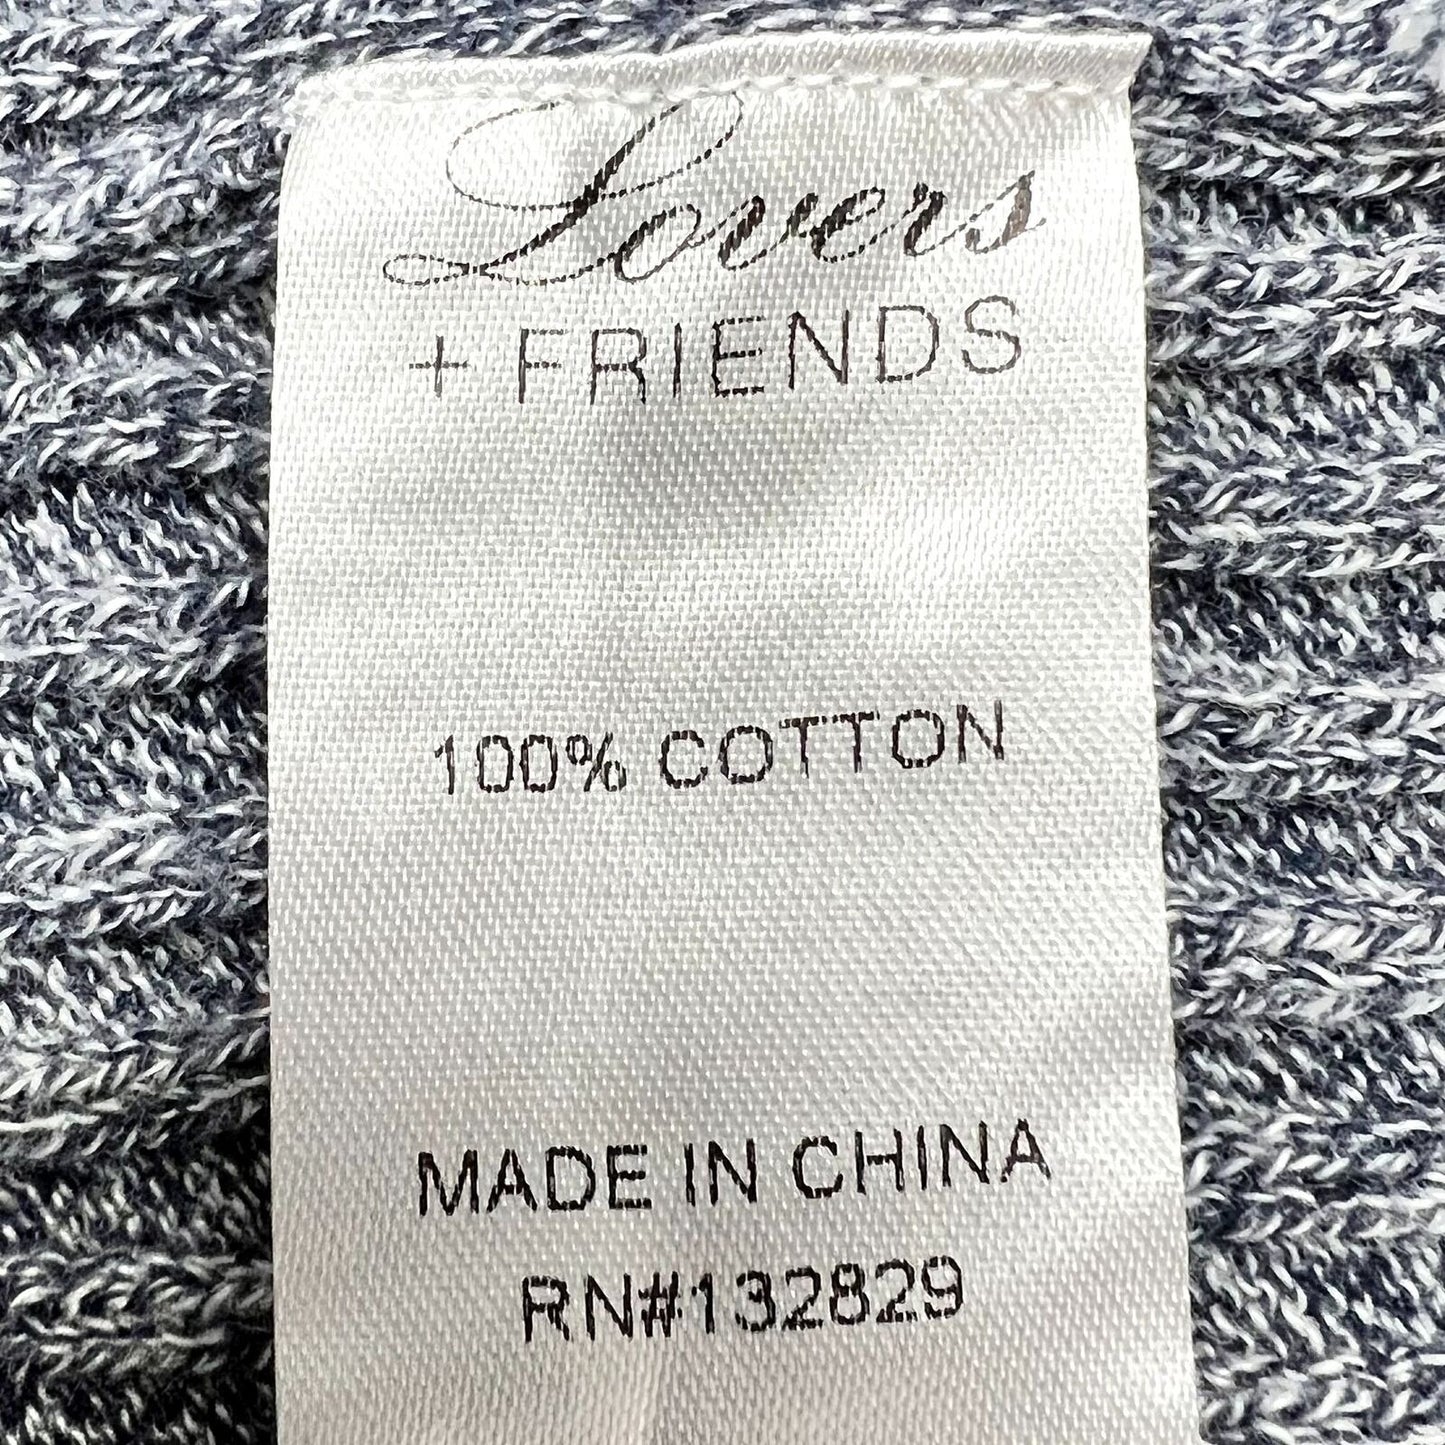 Lovers
+ FRIENDS
100% COTTON
MADE IN CHINA
RN#132829